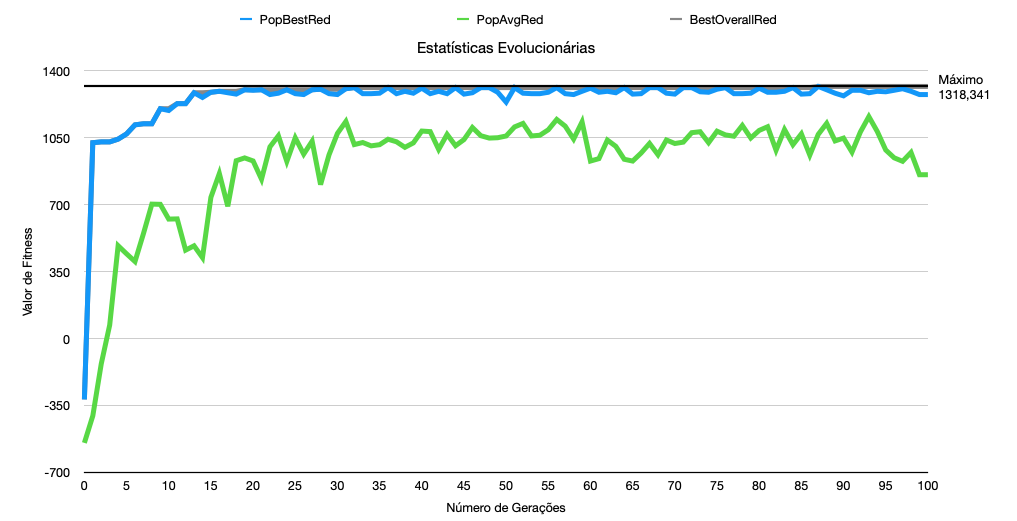 PopBestRed PopAvgRed BestOverallRed
Estatísticas Evolucionárias
1400
1050
700
350
0
-350
-700
Valor de Fitness
Máximo
1318,341
0 5 10 15 20 25 30 35 40 45 50 55 60 65 70 75 80 85 90 95 100
Número de Gerações